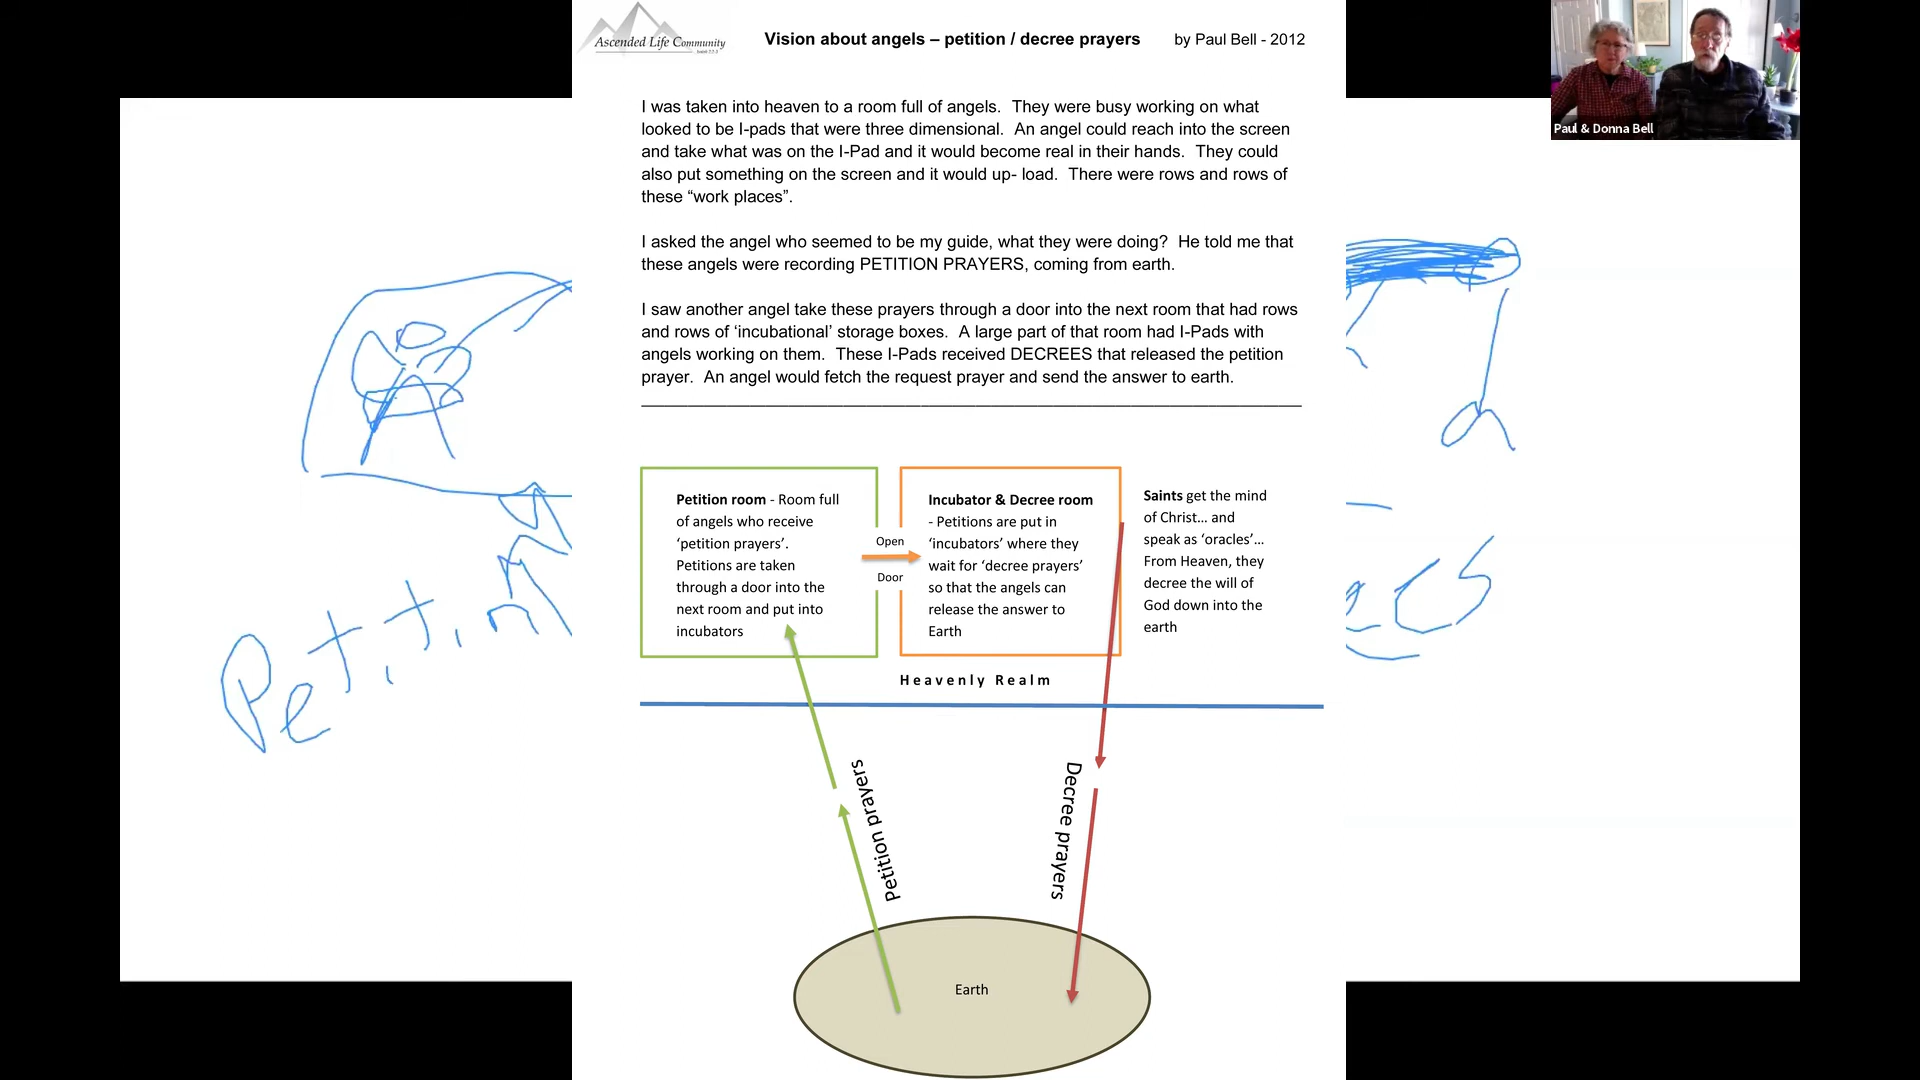 Ascended Life Community
Vision about angels – petition / decree prayers by Paul Bell - 2012
Paul & Donna Bell
I was taken into heaven to a room full of angels. They were busy working on what
looked to be I-pads that were three dimensional. An angel could reach into the screen
and take what was on the I-Pad and it would become real in their hands. They could
also put something on the screen and it would up- load. There were rows and rows of
these “work places”.
I asked the angel who seemed to be my guide, what they were doing? He told me that
these angels were recording PETITION PRAYERS, coming from earth.
I saw another angel take these prayers through a door into the next room that had rows
and rows of ‘incubational’ storage boxes. A large part of that room had I-Pads with
angels working on them. These I-Pads received DECREES that released the petition
prayer. An angel would fetch the request prayer and send the answer to earth.
Petition room - Room full
of angels who receive
‘petition prayers’.
Petitions are taken
through a door into the
next room and put into
incubators
Open
Door
Incubator & Decree room
- Petitions are put in
‘incubators’ where they
wait for ‘decree prayers’
so that the angels can
release the answer to
Earth
Saints get the mind
of Christ… and
speak as ‘oracles’…
From Heaven, they
decree the will of
God down into the
earth
Heavenly Realm
Petition prayers
Decree prayers
Earth